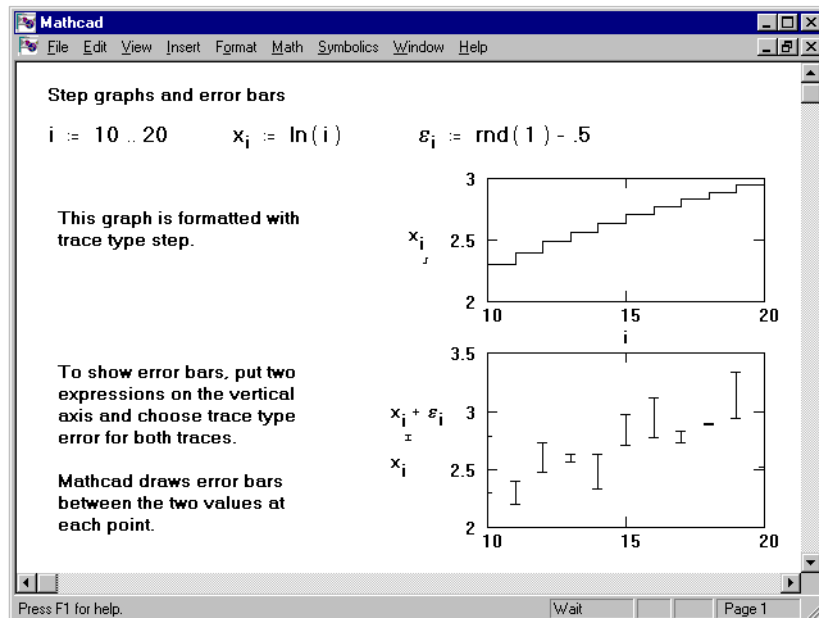 Mathcad
File Edit View Insert Format Math Symbolics Window Help
Step graphs and error bars
i := 10 .. 20 xi := ln(i) εi := rnd(1) - .5
This graph is formatted with
trace type step.
xi
3
2.5
2
10 15 20
i
To show error bars, put two
expressions on the vertical
axis and choose trace type
error for both traces.
Mathcad draws error bars
between the two values at
each point.
xi + εi
xi
3.5
3
2.5
2
10 15 20
Press F1 for help. Wait Page 1